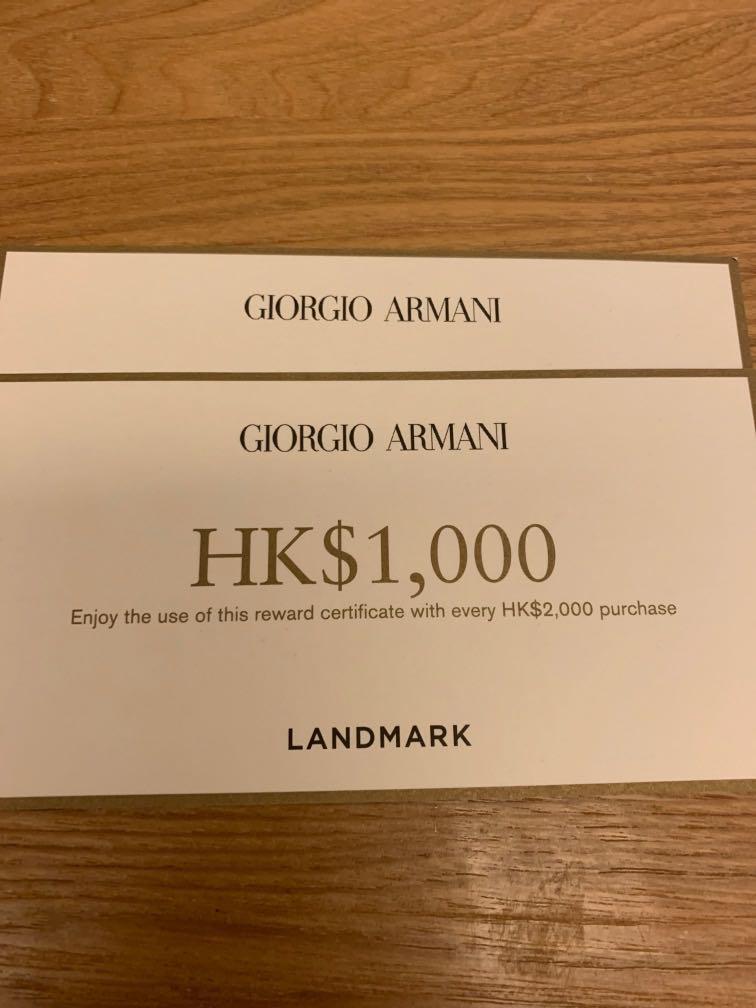 GIORGIO ARMANI
GIORGIO ARMANI
HK$1,000
Enjoy the use of this reward certificate with every HK$2,000 purchase
LANDMARK